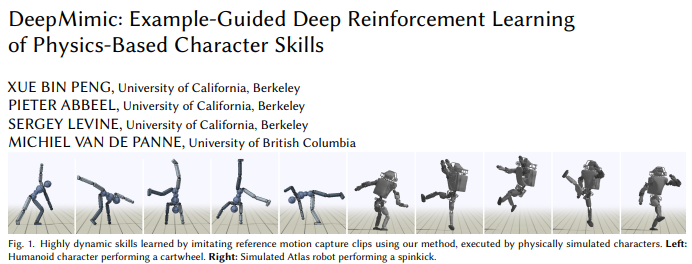 DeepMimic: Example-Guided Deep Reinforcement Learning
of Physics-Based Character Skills
XUE BIN PENG, University of California, Berkeley
PIETER ABBEEL, University of California, Berkeley
SERGEY LEVINE, University of California, Berkeley
MICHIEL VAN DE PANNE, University of British Columbia
Fig. 1. Highly dynamic skills learned by imitating reference motion capture clips using our method, executed by physically simulated characters. Left:
Humanoid character performing a cartwheel. Right: Simulated Atlas robot performing a spinkick.